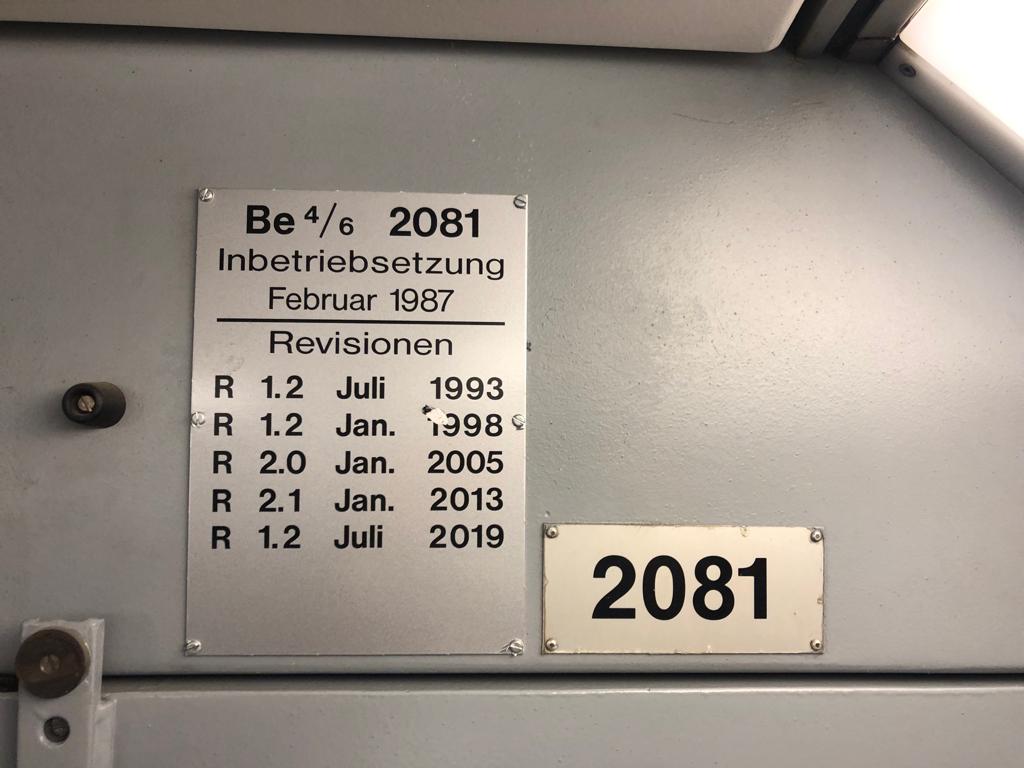 Be 4/6 2081
Inbetriebsetzung
Februar 1987
Revisionen
R 1.2 Juli 1993
R 1.2 Jan. 1998
R 2.0 Jan. 2005
R 2.1 Jan. 2013
R 1.2 Juli 2019
2081